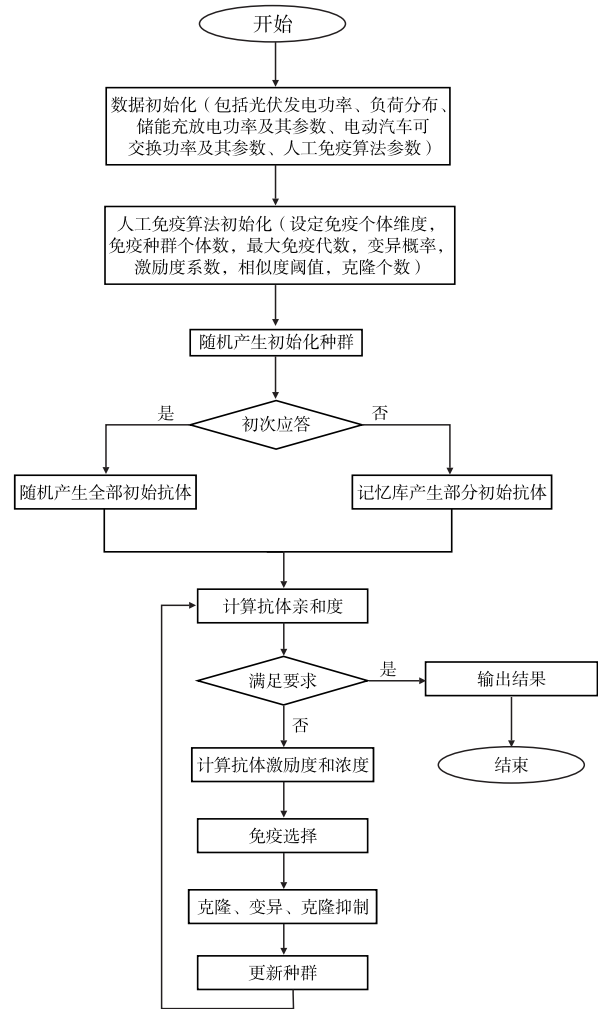 开始
数据初始化（包括光伏发电功率、负荷分布、
储能充放电功率及其参数、电动汽车可
交换功率及其参数、人工免疫算法参数）
人工免疫算法初始化（设定免疫个体维度，
免疫种群个体数，最大免疫代数，变异概率，
激励度系数，相似度阈值，克隆个数）
随机产生初始化种群
初次应答
是
否
随机产生全部初始抗体
记忆库产生部分初始抗体
计算抗体亲和度
满足要求
是
输出结果
否
结束
计算抗体激励度和浓度
免疫选择
克隆、变异、克隆抑制
更新种群